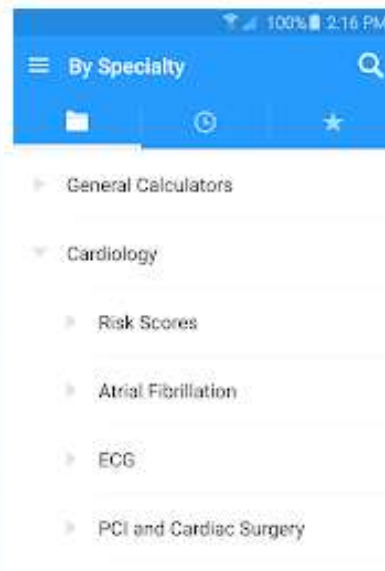 100% 2:16 PM
By Specialty
General Calculators
Cardiology
Risk Scores
Atrial Fibrillation
ECG
PCI and Cardiac Surgery